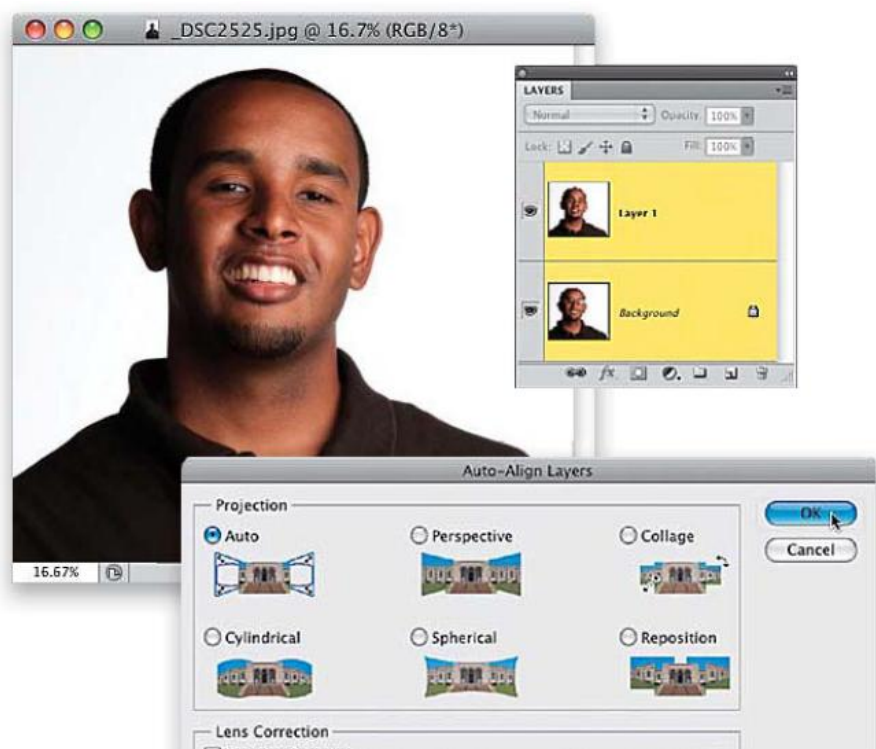 _DSC2525.jpg @ 16.7% (RGB/8*)
LAYERS
Normal
Opacity: 100%
Lock:
Fill: 100%
Layer 1
Background
16.67%
Auto-Align Layers
Projection
Auto
Perspective
Collage
OK
Cancel
Cylindrical
Spherical
Reposition
Lens Correction